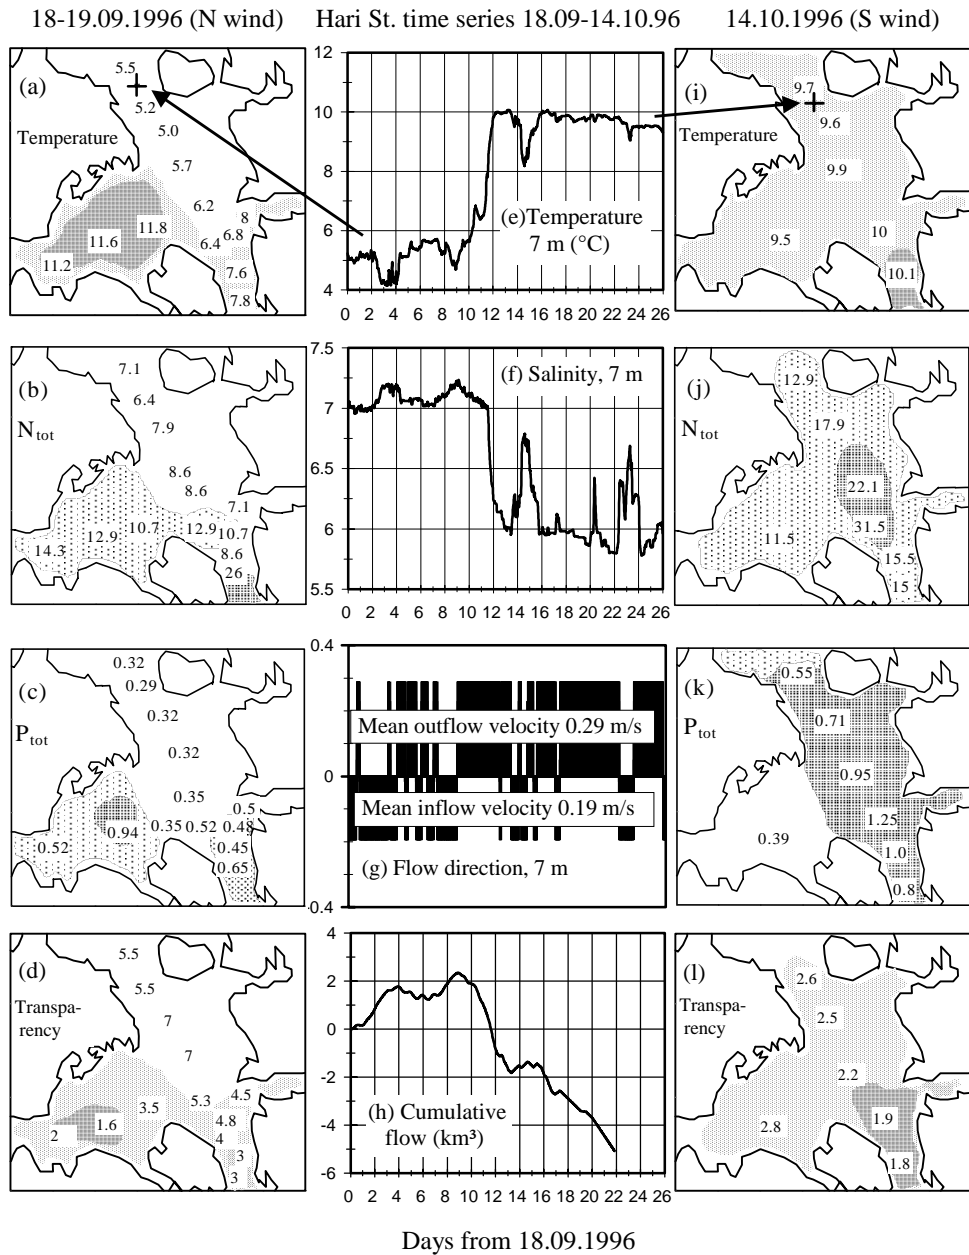 18-19.09.1996 (N wind)
Hari St. time series 18.09-14.10.96
14.10.1996 (S wind)
(a)
Temperature
5.5
5.2
5.0
5.7
6.2
8
6.8
6.4
11.8
11.6
11.2
7.6
7.8
12
10
8
6
4
(e)Temperature
7 m (°C)
0 2 4 6 8 10 12 14 16 18 20 22 24 26
(i)
Temperature
9.7
9.6
9.9
9.5
10
10.1
(b)
N tot
7.1
6.4
7.9
8.6
8.6
7.1
12.9
10.7
12.9
10.7
14.3
8.6
26
7.5
7
6.5
6
5.5
(f) Salinity, 7 m
0 2 4 6 8 10 12 14 16 18 20 22 24 26
(j)
N tot
12.9
17.9
22.1
31.5
11.5
15.5
15
(c)
P tot
0.32
0.29
0.32
0.32
0.35
0.5
0.94
0.35
0.52
0.48
0.52
0.45
0.65
0.4
0
-0.4
Mean outflow velocity 0.29 m/s
Mean inflow velocity 0.19 m/s
(g) Flow direction, 7 m
(k)
P tot
0.55
0.71
0.95
1.25
0.39
1.0
0.8
(d)
Transpa-
rency
5.5
5.5
7
7
4.5
5.3
3.5
4.8
1.6
2
4
3
3
4
2
0
-2
-4
-6
(h) Cumulative
flow (km³)
0 2 4 6 8 10 12 14 16 18 20 22 24 26
(l)
Transpa-
rency
2.6
2.5
2.2
1.9
2.8
1.8
Days from 18.09.1996